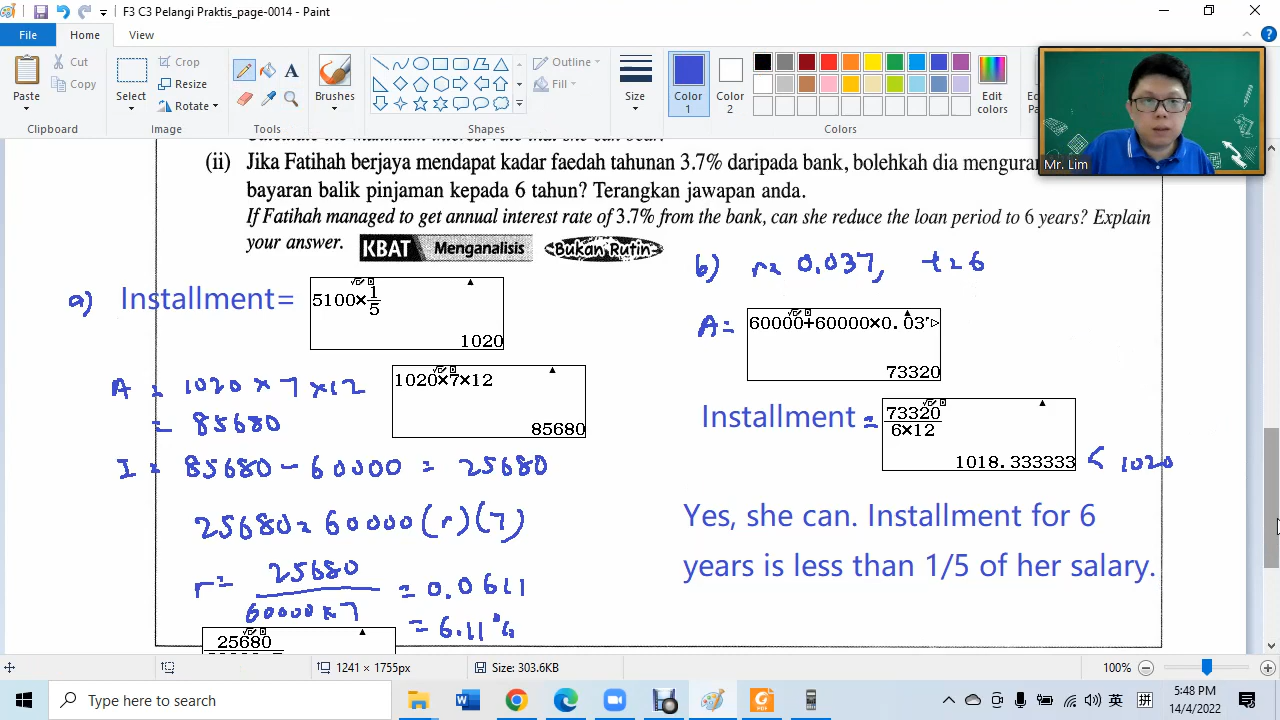 F3 C3 Pelangi Praktis_page-0014 - Paint
File Home View
Paste
Cut
Copy
Clipboard
Select
Crop
Resize
Rotate
Image
Tools
Brushes
Shapes
Outline
Fill
Size
Color 1
Color 2
Colors
Edit colors
Mr. Lim
(ii) Jika Fatihah berjaya mendapat kadar faedah tahunan 3.7% daripada bank, bolehkah dia
bayaran balik pinjaman kepada 6 tahun? Terangkan jawapan anda.
If Fatihah managed to get annual interest rate of 3.7% from the bank, can she reduce the loan period to 6 years? Explain
your answer. KBAT Menganalisis Bukan Rutin
a) Installment=
5100×1/5
1020
A = 1020 × 7 × 12
= 85680
1020×7×12
85680
I = 85680 - 60000 = 25680
25680 = 60000 (r) (7)
r = 25680 / 60000 × 7 = 0.0611
= 6.11%
25680
b) r = 0.037, t = 6
A = 60000+60000×0.03
73320
Installment = 73320 / 6×12
1018.333333 < 1020
Yes, she can. Installment for 6
years is less than 1/5 of her salary.
1241 × 1755px
Size: 303.6KB
100%
Type here to search
英 拼
5:48 PM
14/4/2022